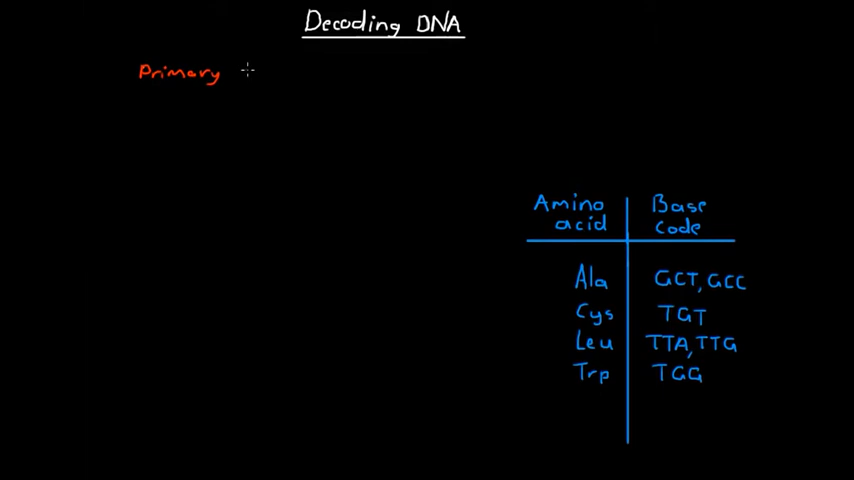 Decoding DNA
Primary
Amino acid
Base code
Ala GCT, GCC
Cys TGT
Leu TTA, TTG
Trp TGG